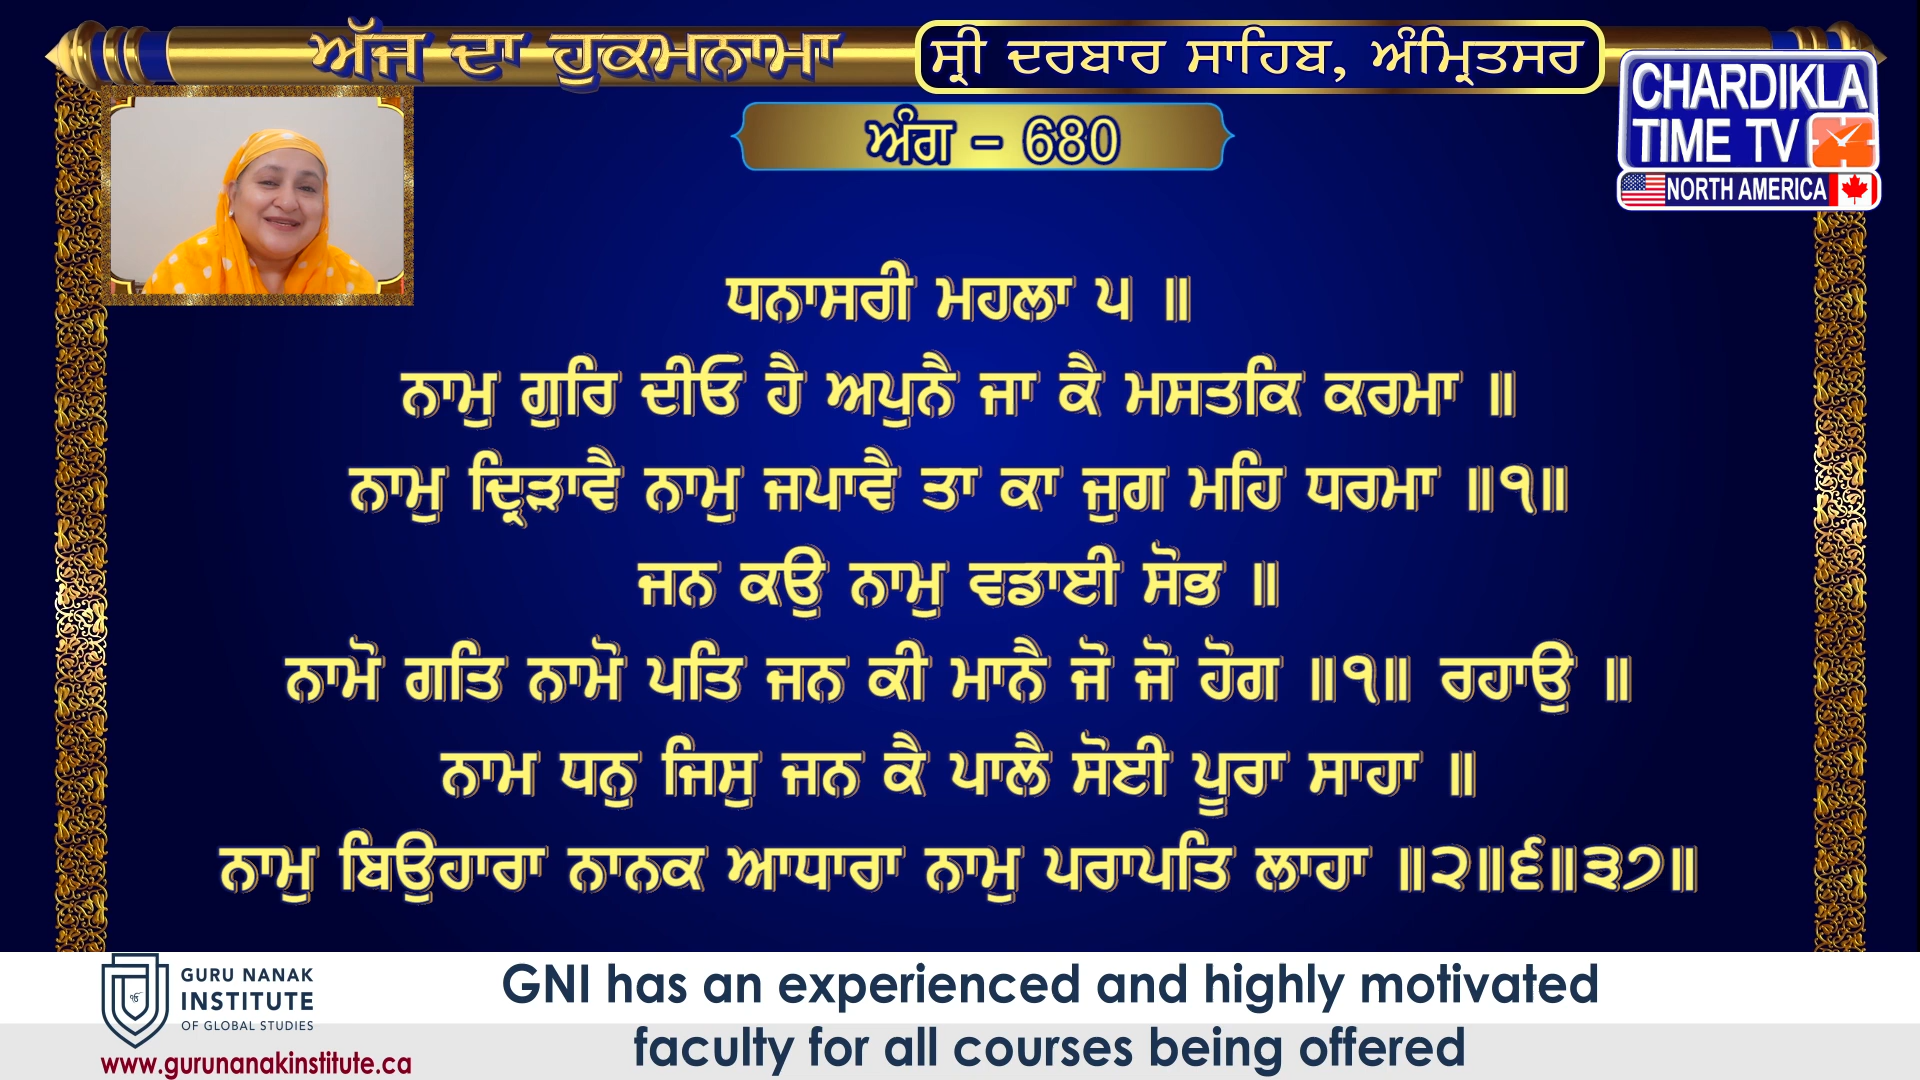 ਅੱਜ ਦਾ ਹੁਕਮਨਾਮਾ
ਸ੍ਰੀ ਦਰਬਾਰ ਸਾਹਿਬ, ਅੰਮ੍ਰਿਤਸਰ
CHARDIKLA
TIME TV
NORTH AMERICA
ਅੰਗ - 680
ਧਨਾਸਰੀ ਮਹਲਾ ੫ ॥
ਨਾਮੁ ਗੁਰਿ ਦੀਓ ਹੈ ਅਪੁਨੈ ਜਾ ਕੈ ਮਸਤਕਿ ਕਰਮਾ ॥
ਨਾਮੁ ਦ੍ਰਿੜਾਵੈ ਨਾਮੁ ਜਪਾਵੈ ਤਾ ਕਾ ਜੁਗ ਮਹਿ ਧਰਮਾ ॥੧॥
ਜਨ ਕਉ ਨਾਮੁ ਵਡਾਈ ਸੋਭ ॥
ਨਾਮੋ ਗਤਿ ਨਾਮੋ ਪਤਿ ਜਨ ਕੀ ਮਾਨੈ ਜੋ ਜੋ ਹੋਗ ॥੧॥ ਰਹਾਉ ॥
ਨਾਮ ਧਨੁ ਜਿਸੁ ਜਨ ਕੈ ਪਾਲੈ ਸੋਈ ਪੂਰਾ ਸਾਹਾ ॥
ਨਾਮੁ ਬਿਉਹਾਰਾ ਨਾਨਕ ਆਧਾਰਾ ਨਾਮੁ ਪਰਾਪਤਿ ਲਾਹਾ ॥੨॥੬॥੩੭॥
GURU NANAK
INSTITUTE
OF GLOBAL STUDIES
www.gurunanakinstitute.ca
GNI has an experienced and highly motivated
faculty for all courses being offered